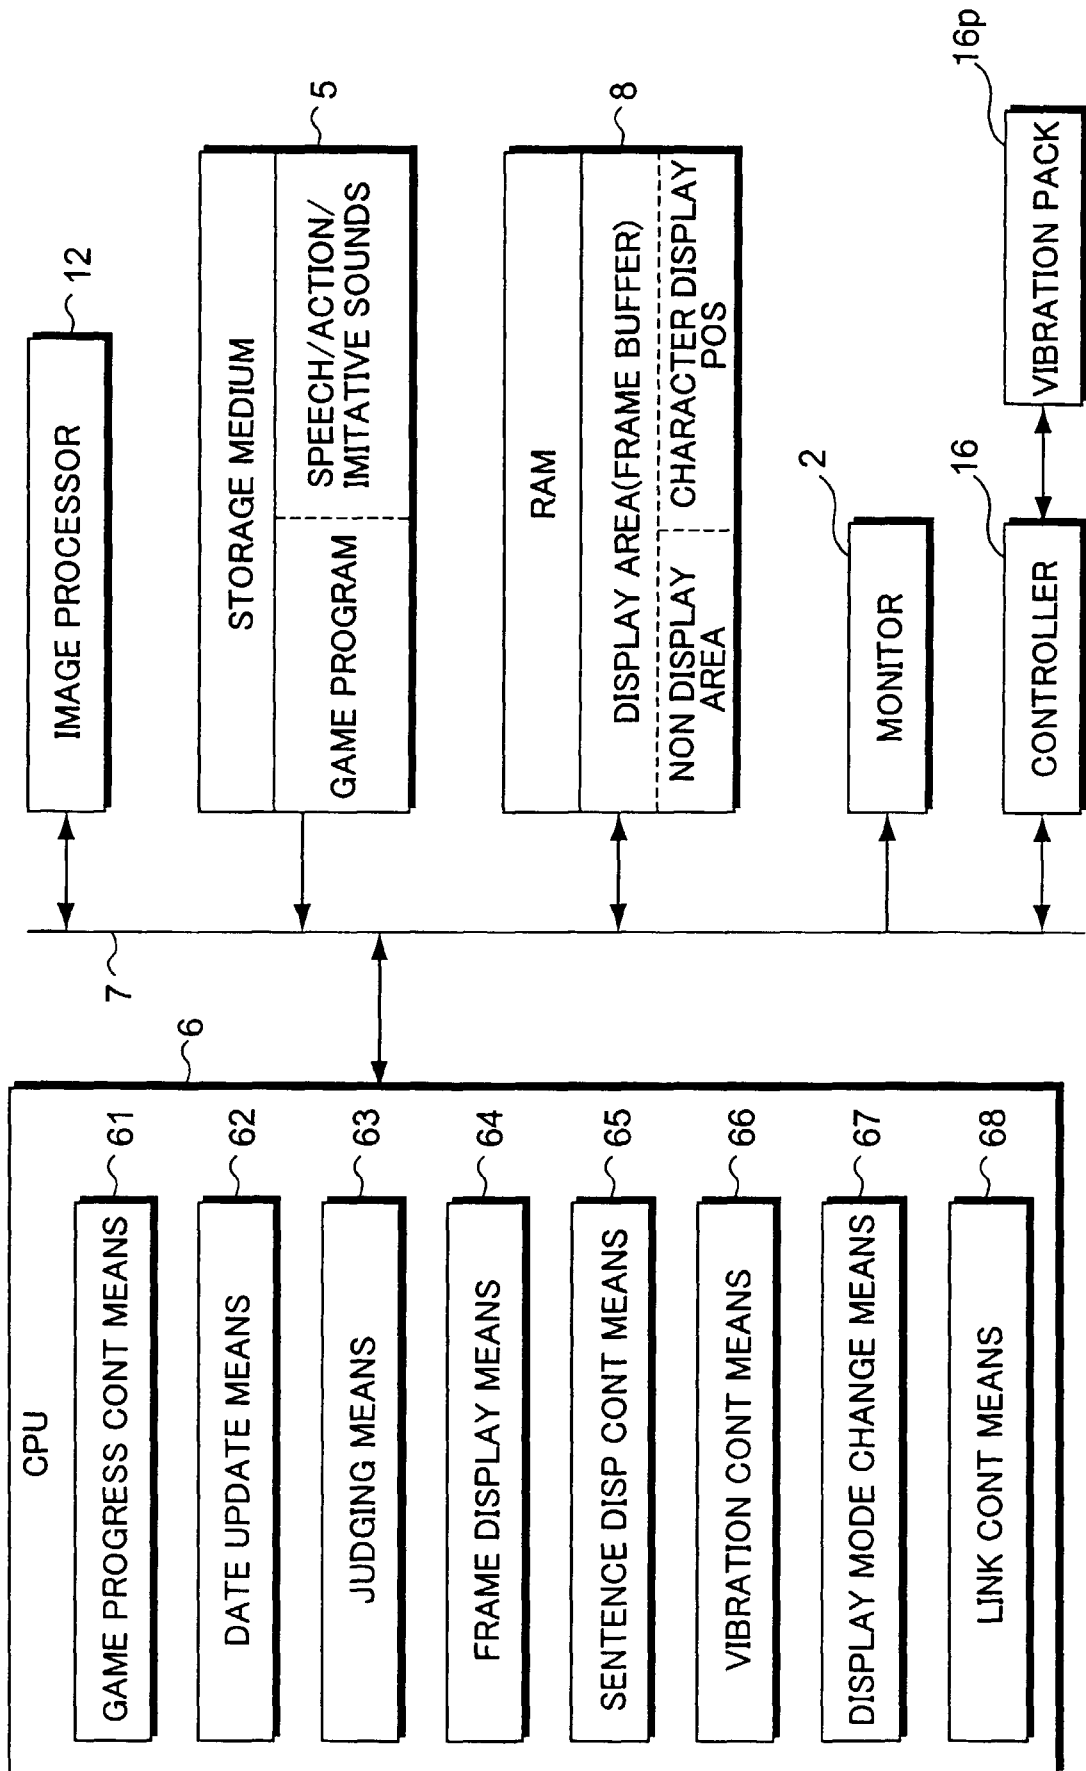 CPU
6
GAME PROGRESS CONT MEANS
61
DATE UPDATE MEANS
62
JUDGING MEANS
63
FRAME DISPLAY MEANS
64
SENTENCE DISP CONT MEANS
65
VIBRATION CONT MEANS
66
DISPLAY MODE CHANGE MEANS
67
LINK CONT MEANS
68
7
IMAGE PROCESSOR
12
STORAGE MEDIUM
5
GAME PROGRAM
SPEECH/ACTION/
IMITATIVE SOUNDS
RAM
8
DISPLAY AREA(FRAME BUFFER)
NON DISPLAY
AREA
CHARACTER DISPLAY
POS
MONITOR
2
CONTROLLER
16
VIBRATION PACK
16p